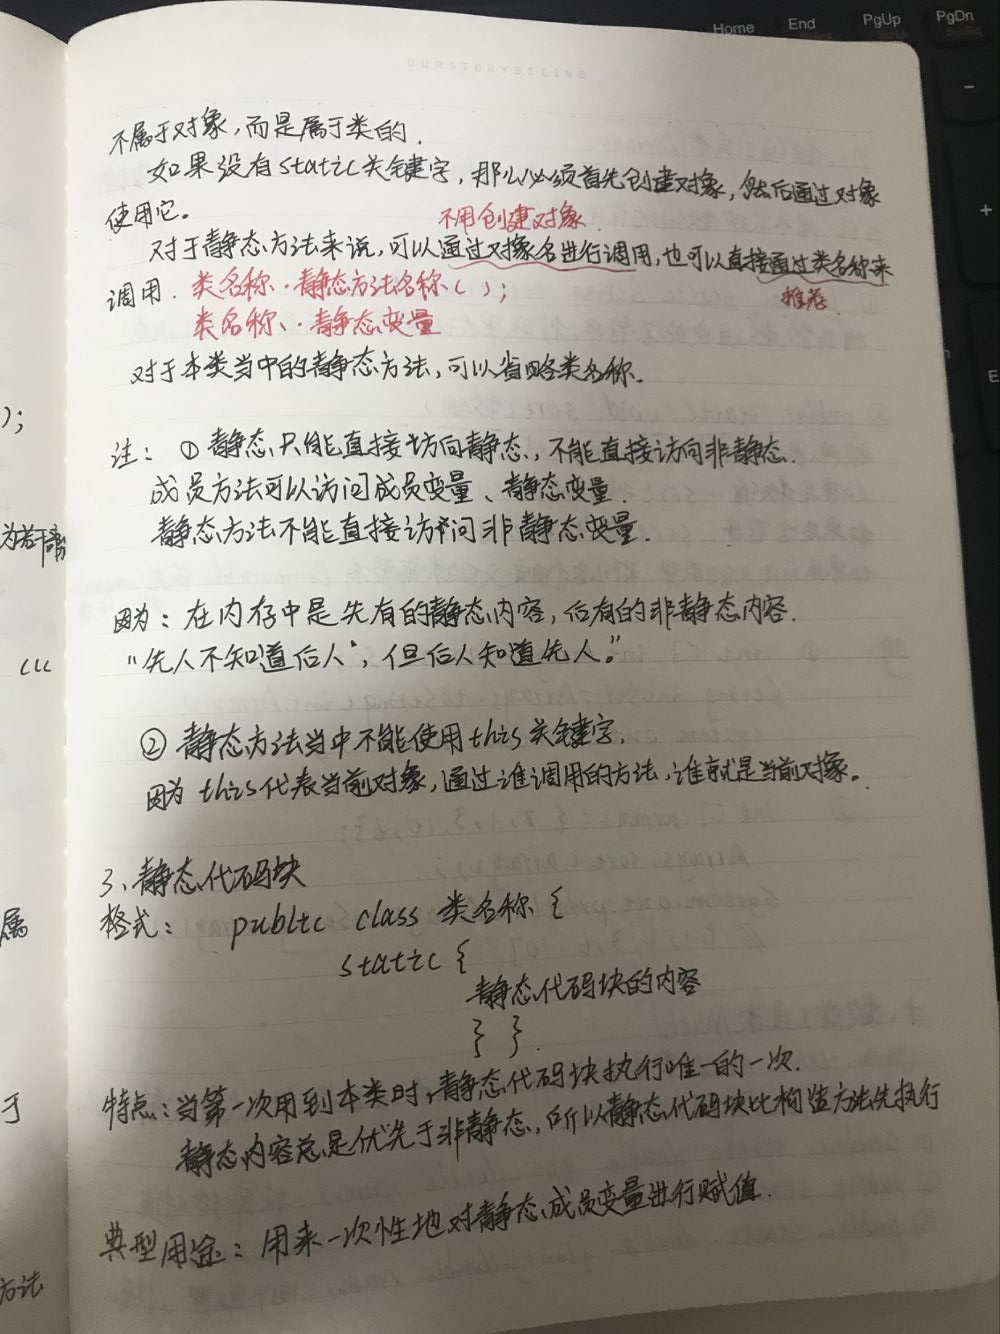 Home End PgUp PgDn
OURSTORYBEGINS
不属于对象,而是属于类的.
如果没有static关键字,那么必须首先创建对象,然后通过对象
使用它。
不用创建对象
对于静态方法来说,可以通过对象名进行调用,也可以直接通过类名称来
调用. 类名称.静态方法名称();
推荐
类名称.静态变量
对于本类当中的静态方法,可以省略类名称.
注: ①静态只能直接访问静态,不能直接访问非静态.
成员方法可以访问成员变量、静态变量.
静态方法不能直接访问非静态变量.
因为:在内存中是先有的静态内容,后有的非静态内容.
"先人不知道后人",但后人知道先人。"
②静态方法当中不能使用this关键字,
因为this代表当前对象,通过谁调用的方法,谁就是当前对象。
3、静态代码块
格式: public class 类名称 {
static {
静态代码块的内容
} }
特点:当第一次用到本类时,静态代码块执行唯一的一次.
静态内容总是优先于非静态,所以静态代码块比构造方法先执行
典型用途:用来一次性地对静态成员变量进行赋值.
);
属
于
方法